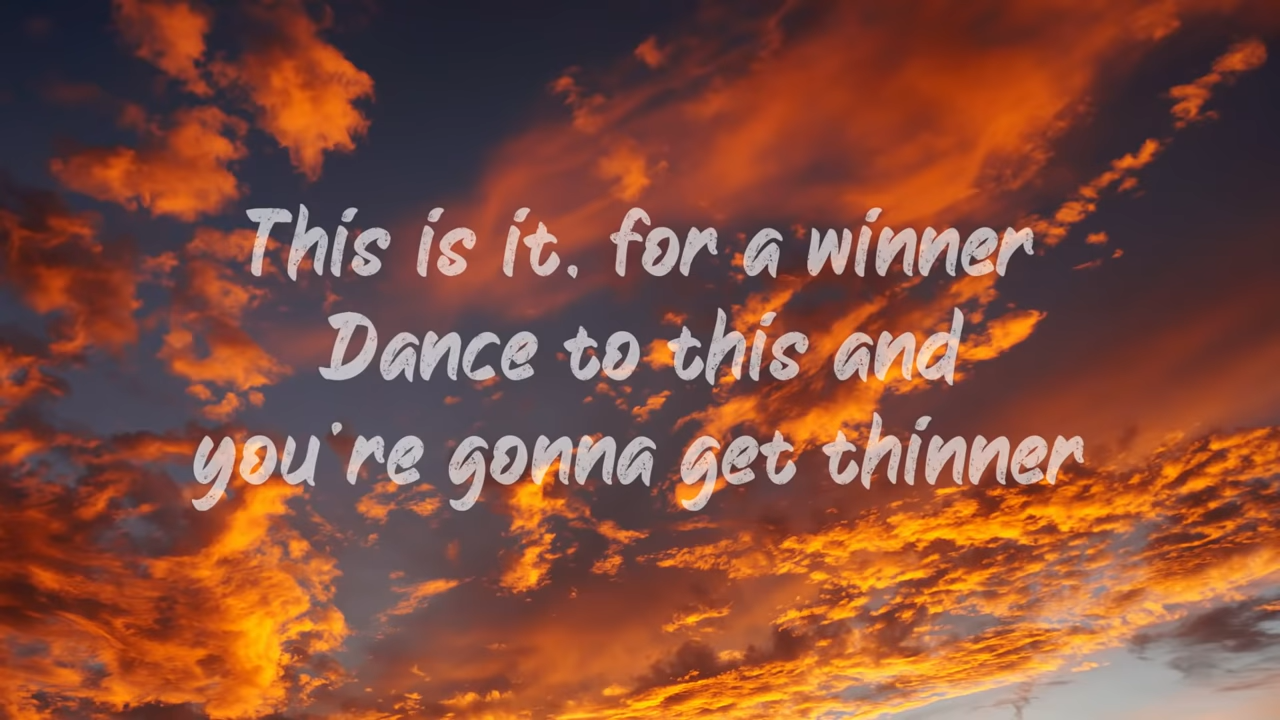 This is it, for a winner
Dance to this and
you're gonna get thinner